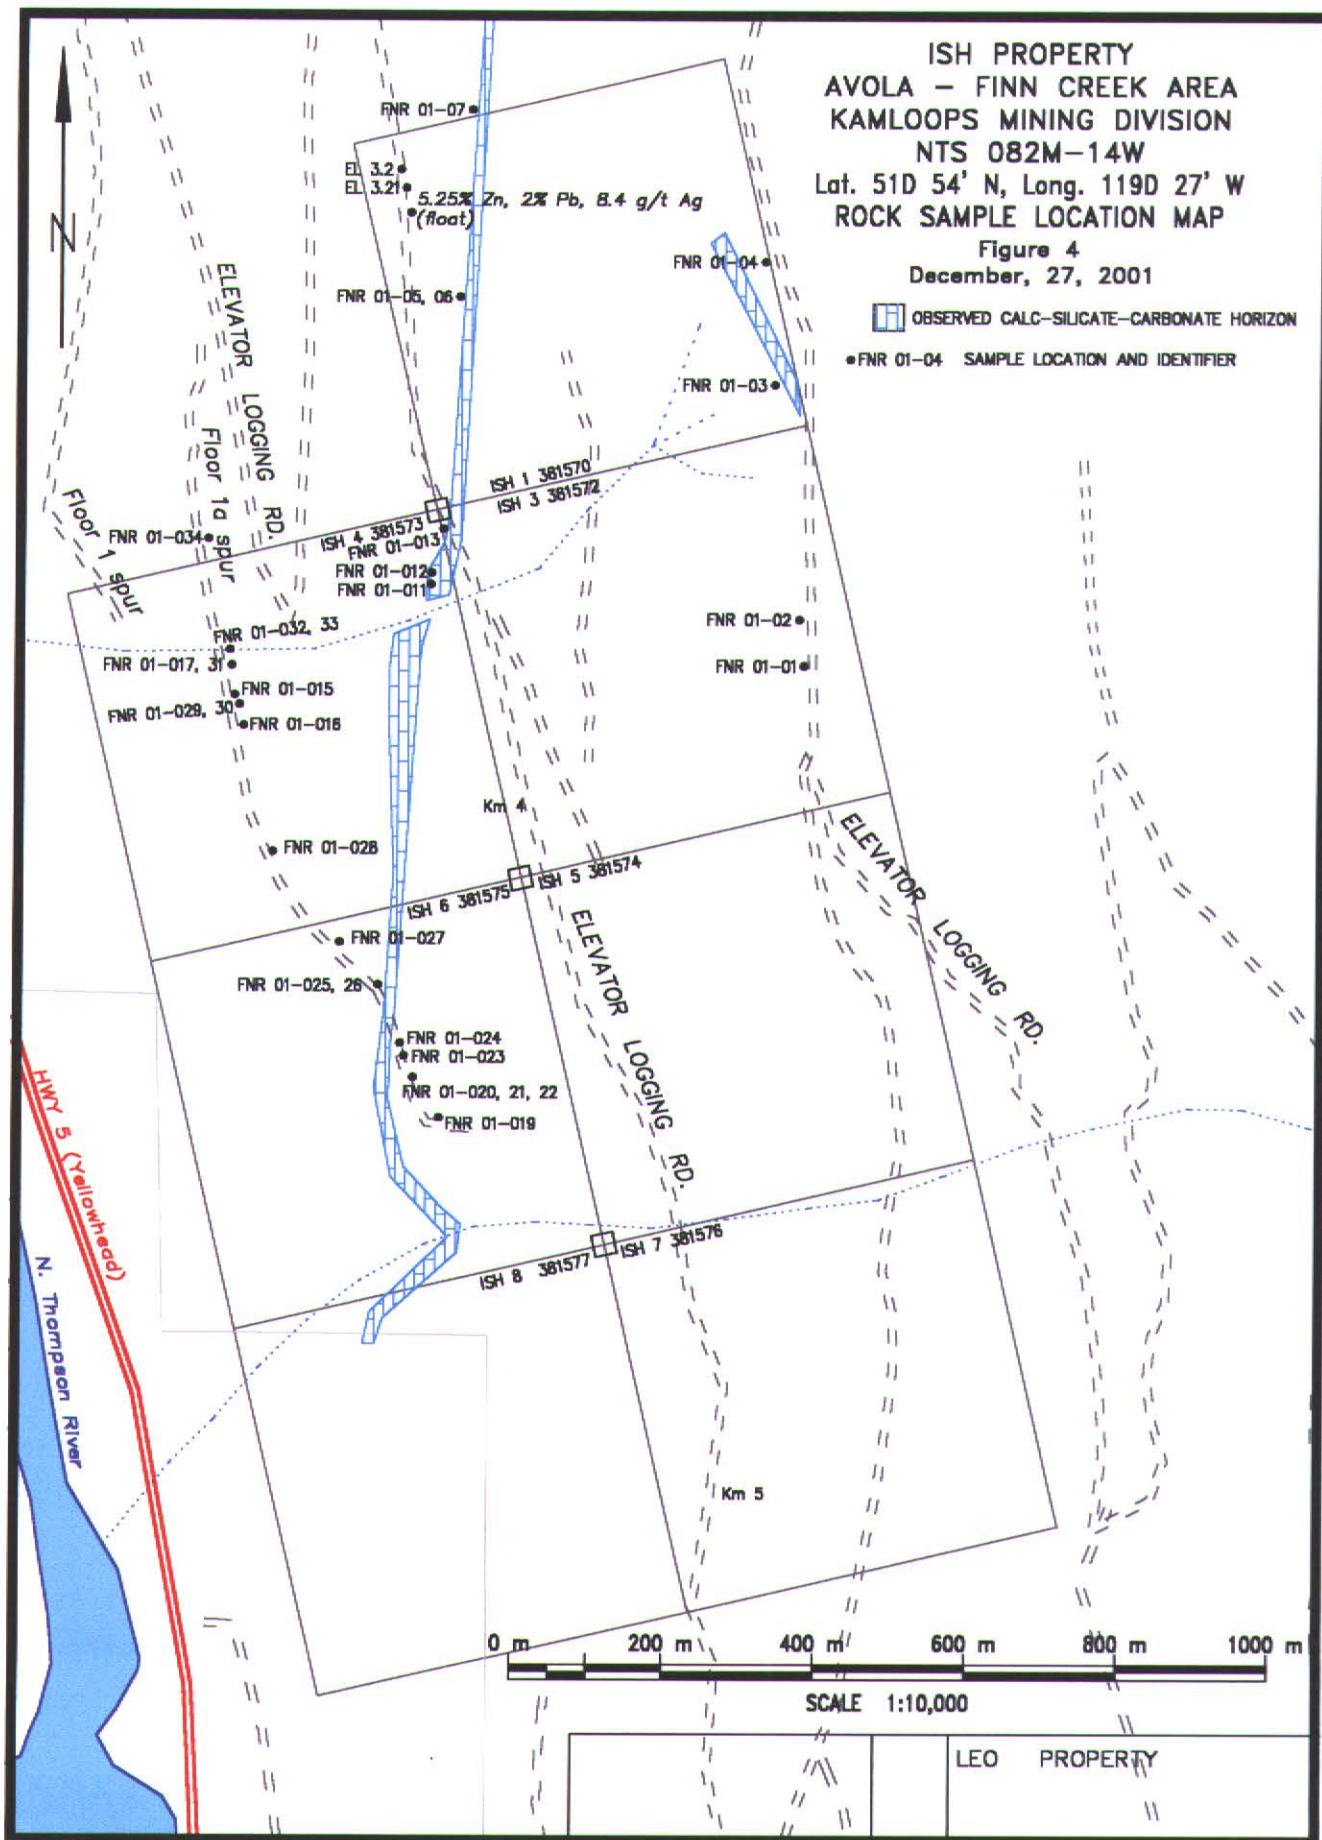 ISH PROPERTY
AVOLA – FINN CREEK AREA
KAMLOOPS MINING DIVISION
NTS 082M–14W
Lat. 51D 54' N, Long. 119D 27' W
ROCK SAMPLE LOCATION MAP
Figure 4
December, 27, 2001
OBSERVED CALC–SILICATE–CARBONATE HORIZON
FNR 01–04 SAMPLE LOCATION AND IDENTIFIER
N
FNR 01–07
EL 3.2
EL 3.21
5.25% Zn, 2% Pb, 8.4 g/t Ag
(float)
FNR 01–04
FNR 01–05, 06
ELEVATOR LOGGING RD.
FNR 01–03
Floor 1a spur
Floor 1 spur
ISH 1 381570
ISH 3 381572
ISH 4 381573
FNR 01–034
FNR 01–013
FNR 01–012
FNR 01–011
FNR 01–02
FNR 01–032, 33
FNR 01–017, 31
FNR 01–01
FNR 01–015
FNR 01–029, 30
FNR 01–016
Km 4
FNR 01–028
ELEVATOR LOGGING RD.
ISH 5 381574
ISH 6 381575
ELEVATOR LOGGING RD.
FNR 01–027
FNR 01–025, 26
FNR 01–024
FNR 01–023
FNR 01–020, 21, 22
FNR 01–019
HWY 5 (Yellowhead)
N. Thompson River
ISH 7 381576
ISH 8 381577
Km 5
0 m 200 m 400 m 600 m 800 m 1000 m
SCALE 1:10,000
LEO PROPERTY